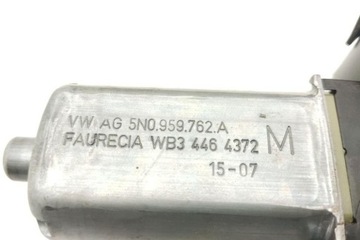 VW AG 5N0.959.762.A
FAURECIA WB3 446 4372 M
15-07